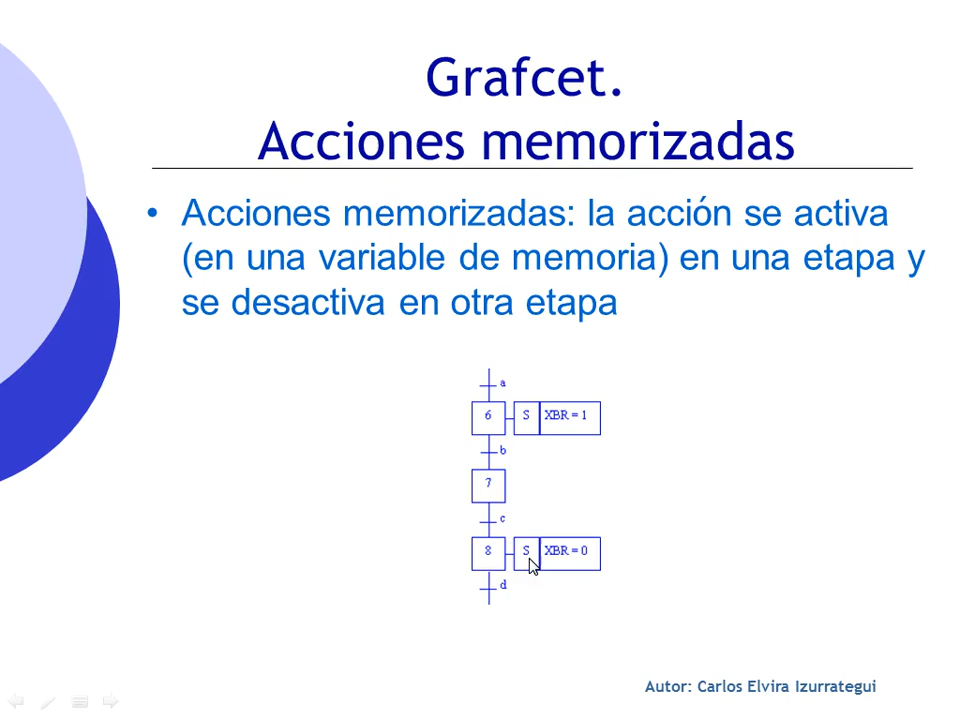 Grafcet.
Acciones memorizadas
• Acciones memorizadas: la acción se activa
(en una variable de memoria) en una etapa y
se desactiva en otra etapa
a
6 S XBR = 1
b
7
c
8 S XBR = 0
d
Autor: Carlos Elvira Izurrategui